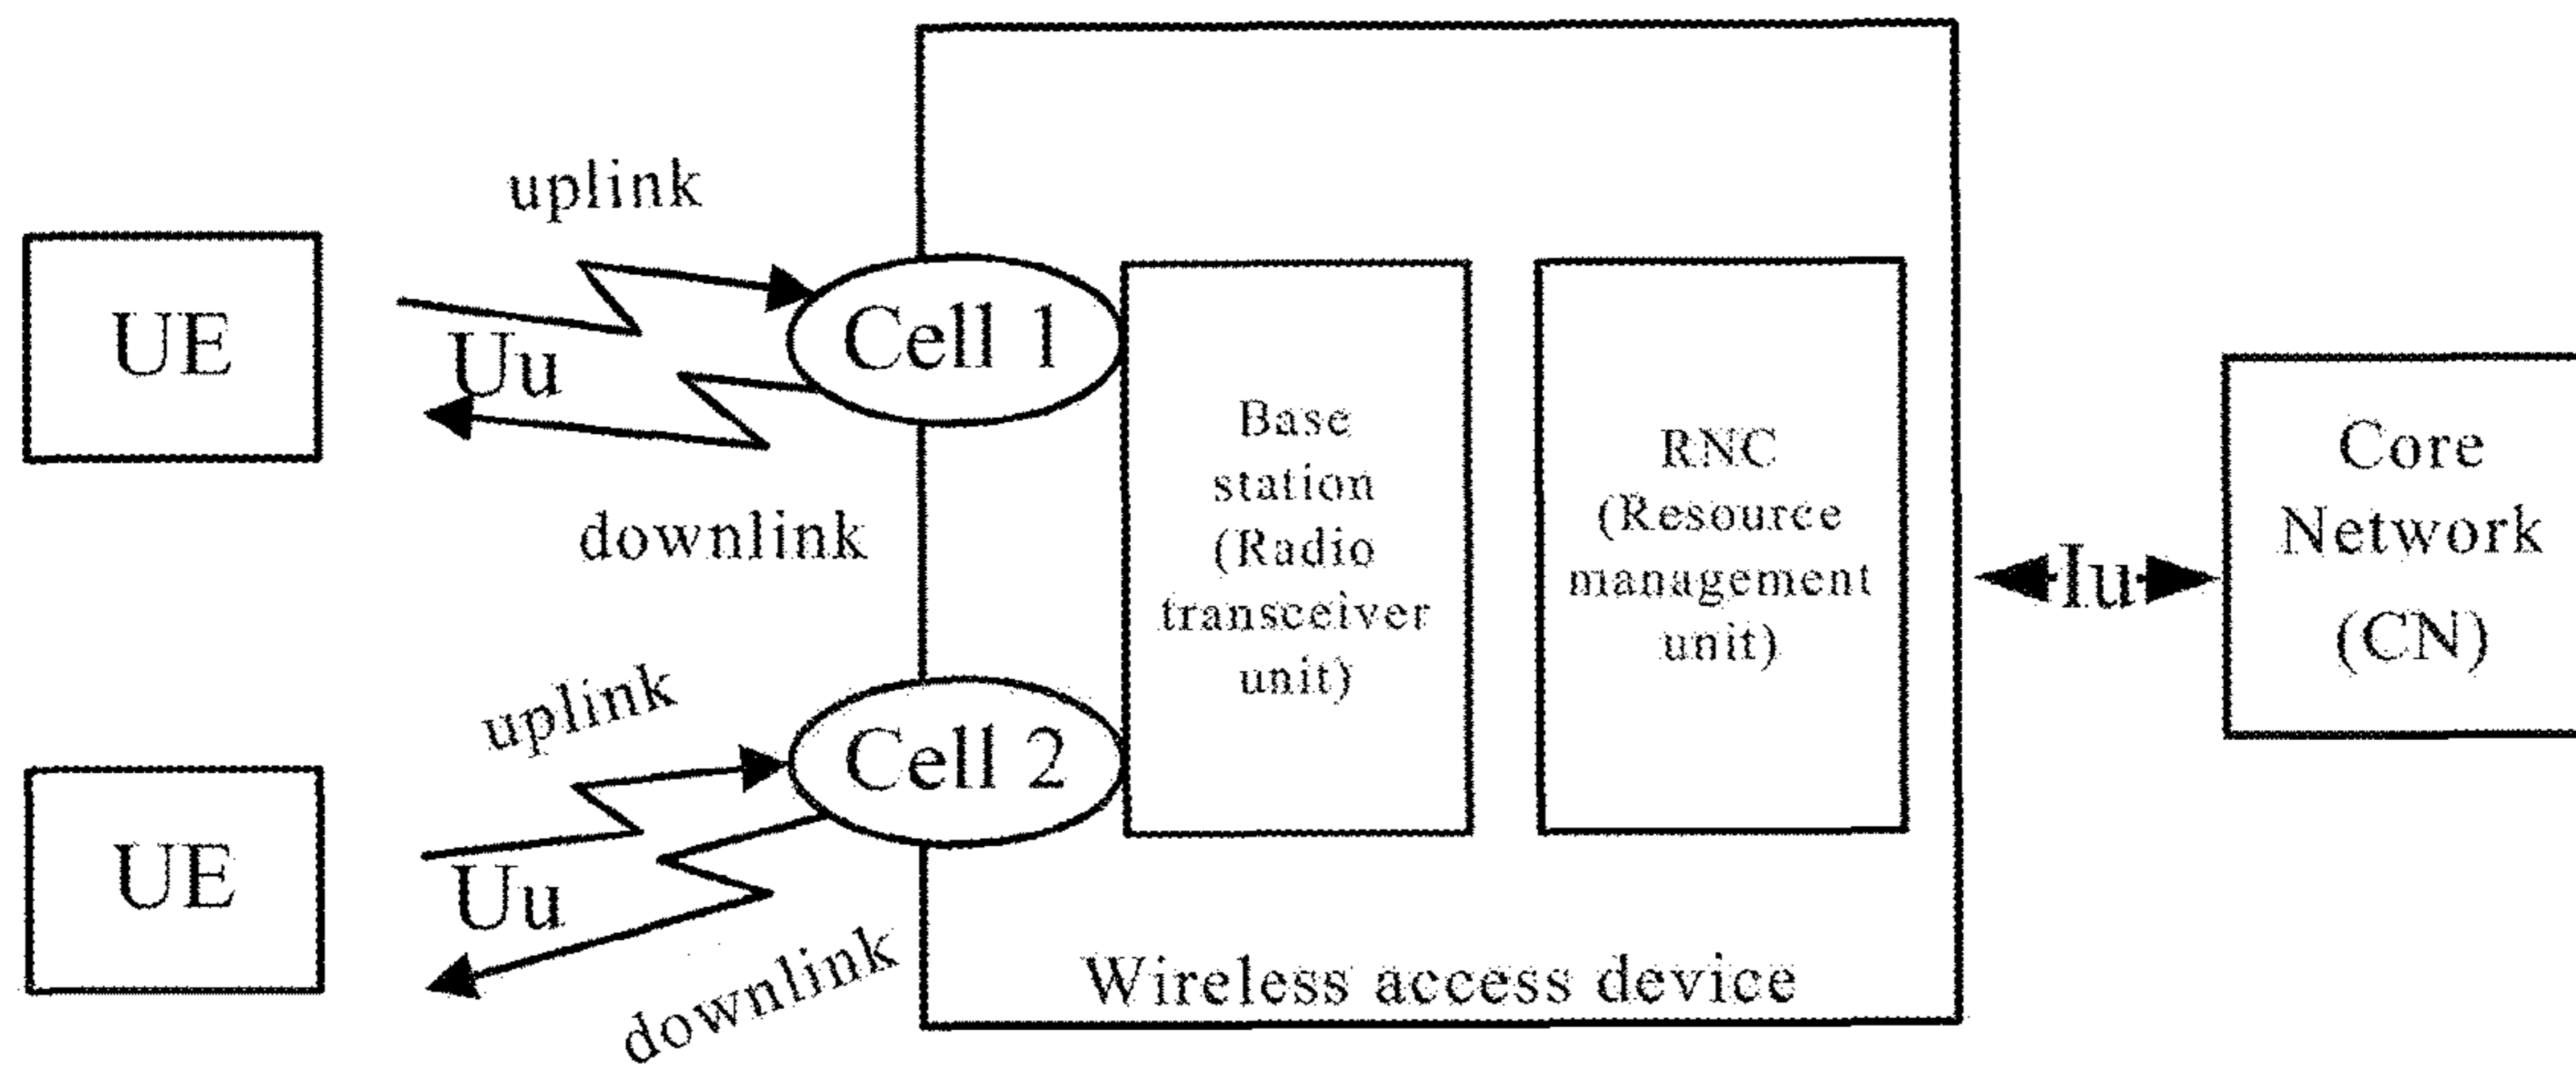 uplink
UE
Uu
Cell 1
downlink
uplink
UE
Uu
Cell 2
downlink
Base
station
(Radio
transceiver
unit)
RNC
(Resource
management
unit)
Wireless access device
Iu
Core
Network
(CN)